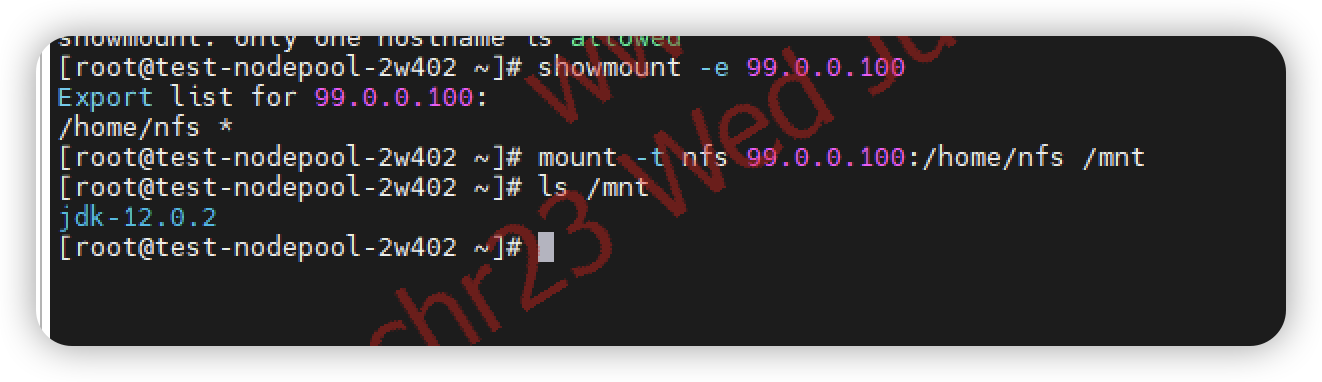 showmount: only one hostname is allowed
[root@test-nodepool-2w402 ~]# showmount -e 99.0.0.100
Export list for 99.0.0.100:
/home/nfs *
[root@test-nodepool-2w402 ~]# mount -t nfs 99.0.0.100:/home/nfs /mnt
[root@test-nodepool-2w402 ~]# ls /mnt
jdk-12.0.2
[root@test-nodepool-2w402 ~]#
chr23 Wed Ju